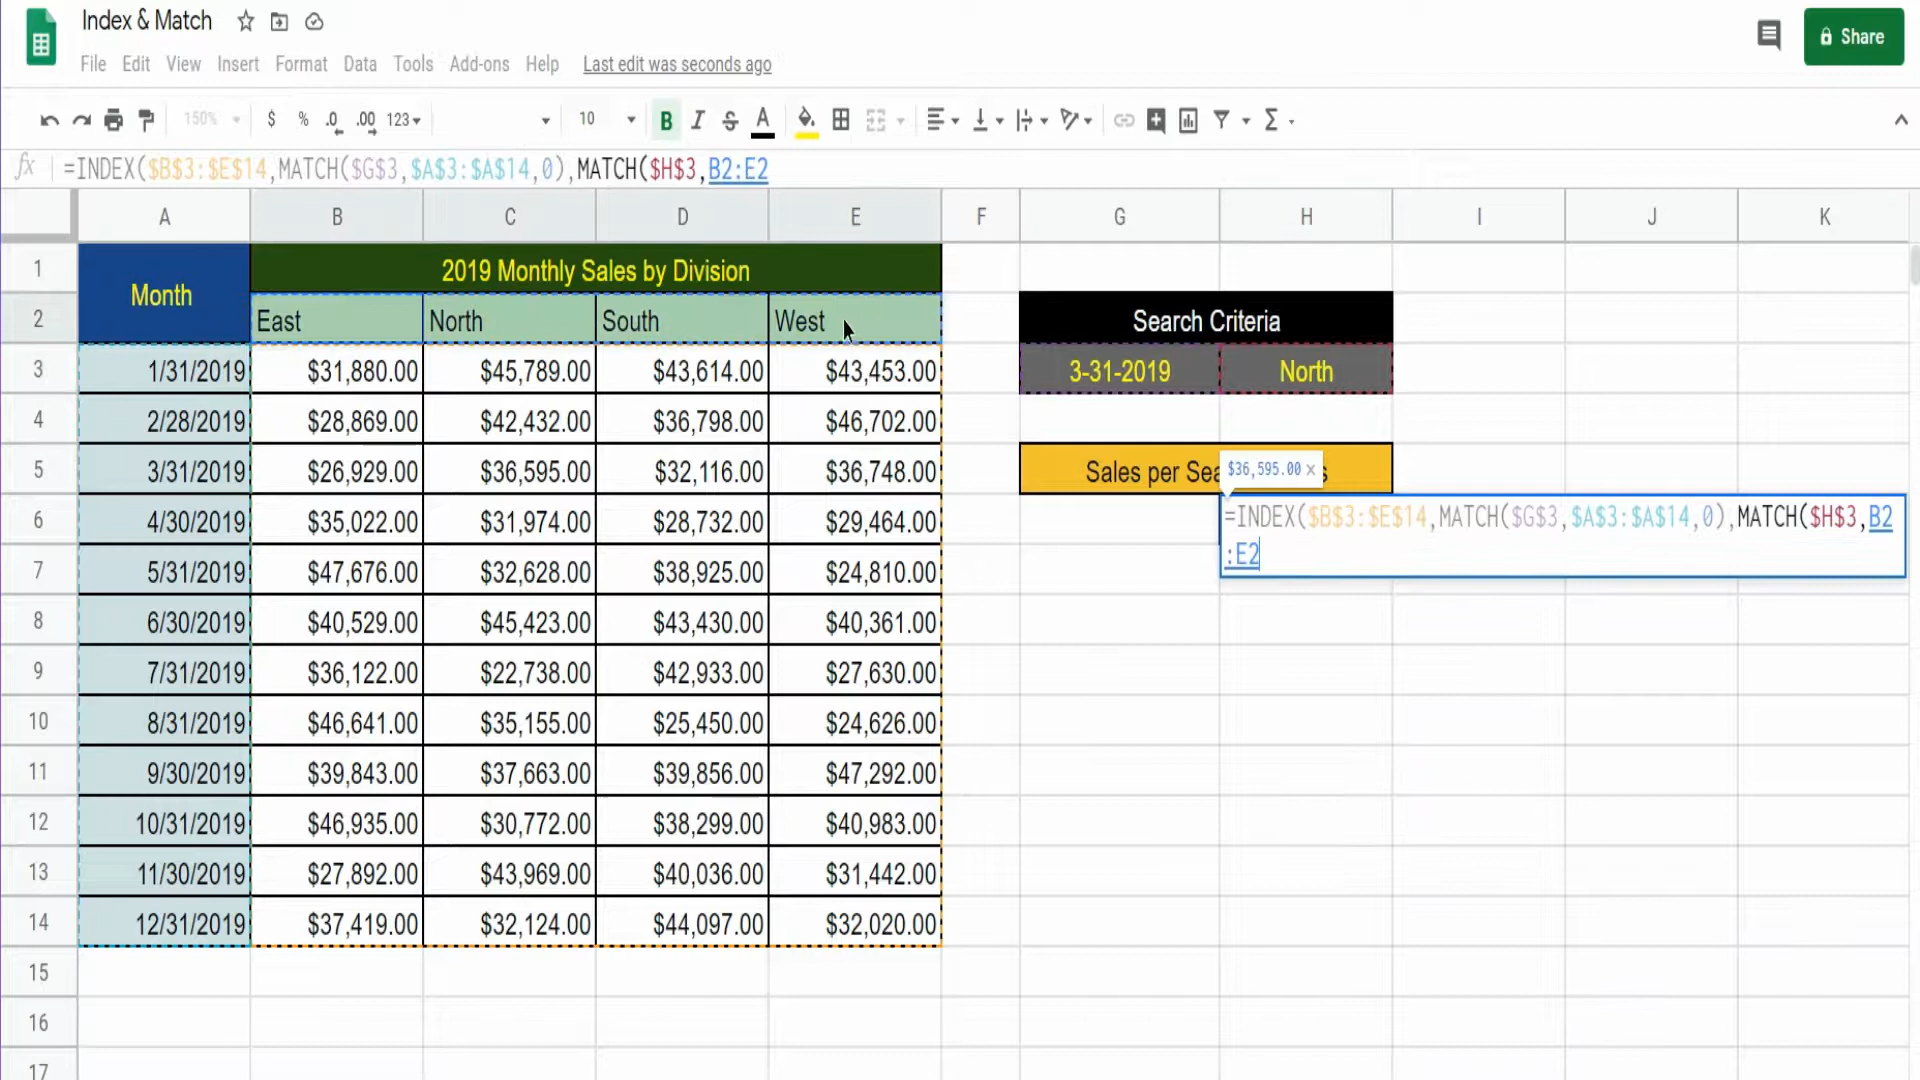 Index & Match
File Edit View Insert Format Data Tools Add-ons Help Last edit was seconds ago
Share
150% $ % .0 .00 123 10 B I S A
fx =INDEX($B$3:$E$14,MATCH($G$3,$A$3:$A$14,0),MATCH($H$3,B2:E2
A B C D E F G H I J K
1 Month 2019 Monthly Sales by Division
2 East North South West Search Criteria
3 1/31/2019 $31,880.00 $45,789.00 $43,614.00 $43,453.00 3-31-2019 North
4 2/28/2019 $28,869.00 $42,432.00 $36,798.00 $46,702.00
5 3/31/2019 $26,929.00 $36,595.00 $32,116.00 $36,748.00 Sales per $36,595.00 ×
6 4/30/2019 $35,022.00 $31,974.00 $28,732.00 $29,464.00 =INDEX($B$3:$E$14,MATCH($G$3,$A$3:$A$14,0),MATCH($H$3,B2
:E2
7 5/31/2019 $47,676.00 $32,628.00 $38,925.00 $24,810.00
8 6/30/2019 $40,529.00 $45,423.00 $43,430.00 $40,361.00
9 7/31/2019 $36,122.00 $22,738.00 $42,933.00 $27,630.00
10 8/31/2019 $46,641.00 $35,155.00 $25,450.00 $24,626.00
11 9/30/2019 $39,843.00 $37,663.00 $39,856.00 $47,292.00
12 10/31/2019 $46,935.00 $30,772.00 $38,299.00 $40,983.00
13 11/30/2019 $27,892.00 $43,969.00 $40,036.00 $31,442.00
14 12/31/2019 $37,419.00 $32,124.00 $44,097.00 $32,020.00
15
16
17